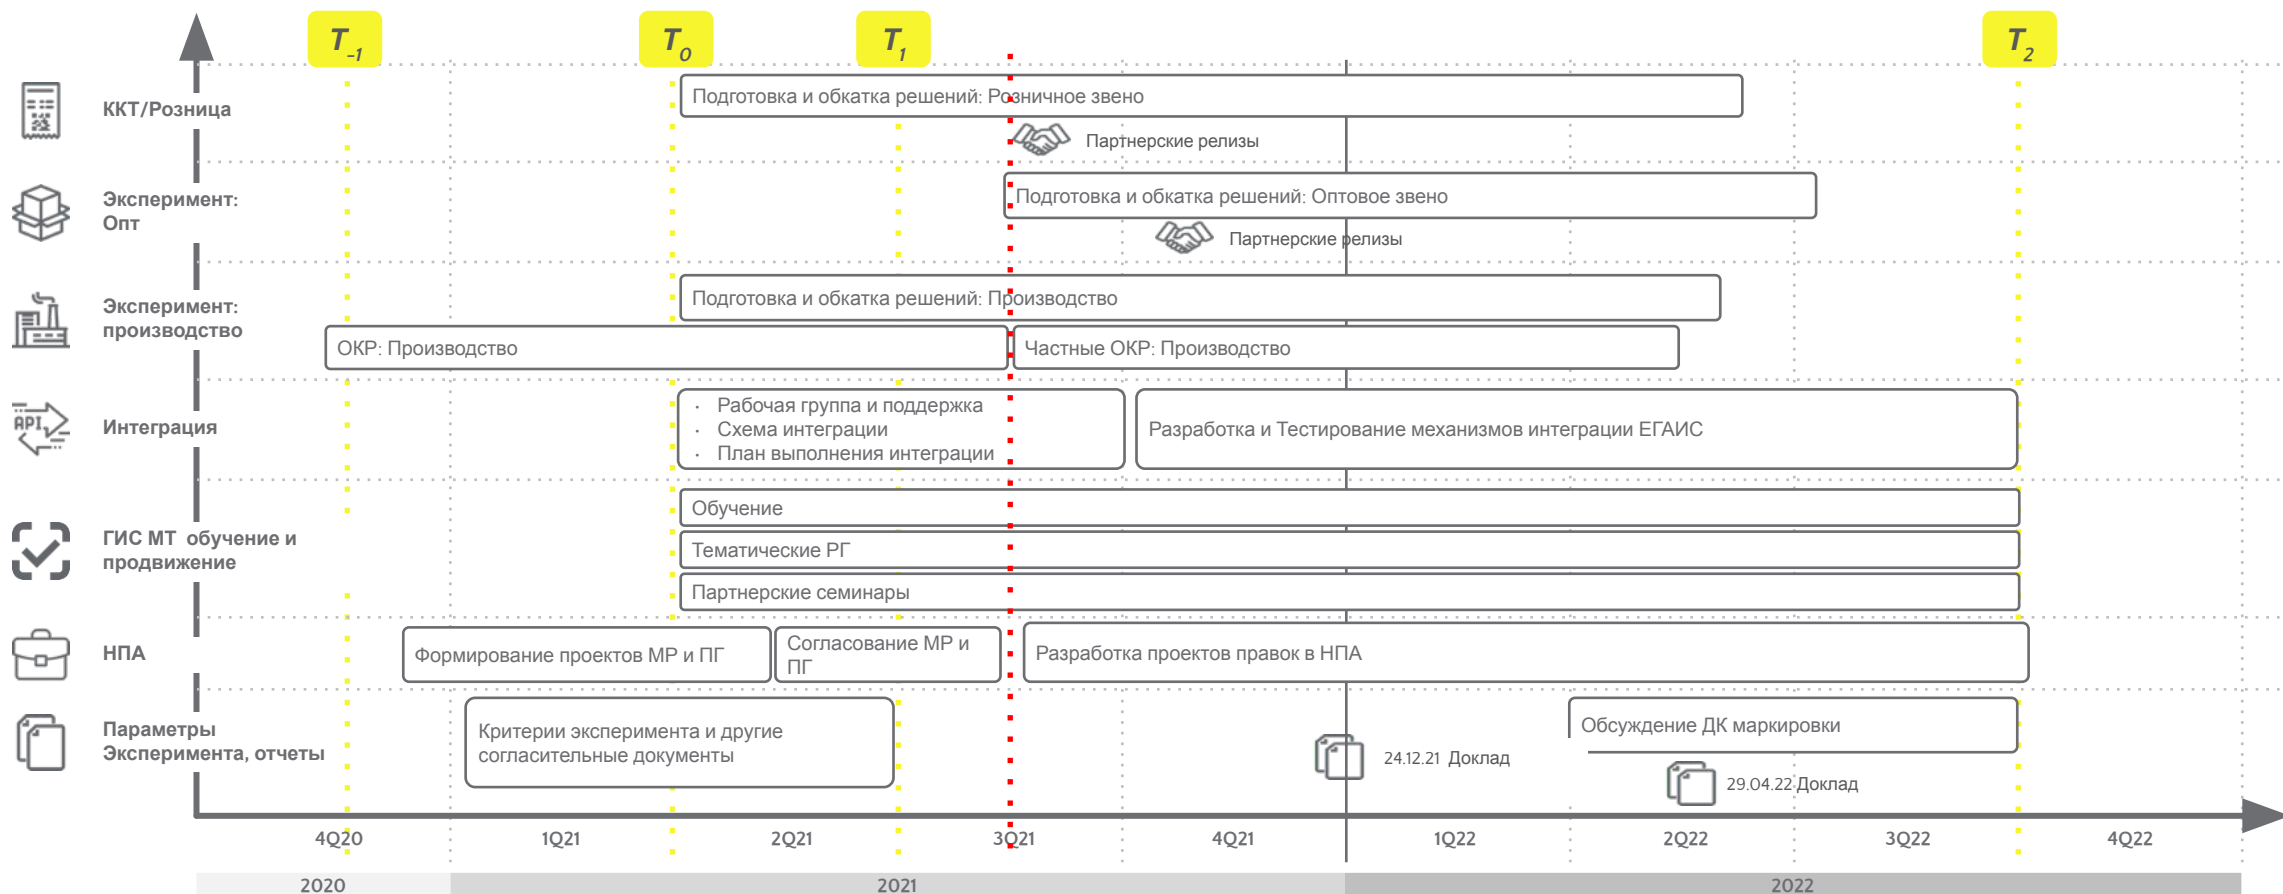 T-1
T0
T1
T2
ККТ/Розница
Подготовка и обкатка решений: Розничное звено
Партнерские релизы
Эксперимент:
Опт
Подготовка и обкатка решений: Оптовое звено
Партнерские релизы
Эксперимент:
производство
Подготовка и обкатка решений: Производство
ОКР: Производство
Частные ОКР: Производство
API
Интеграция
· Рабочая группа и поддержка
· Схема интеграции
· План выполнения интеграции
Разработка и Тестирование механизмов интеграции ЕГАИС
ГИС МТ обучение и
продвижение
Обучение
Тематические РГ
Партнерские семинары
НПА
Формирование проектов МР и ПГ
Согласование МР и
ПГ
Разработка проектов правок в НПА
Параметры
Эксперимента, отчеты
Критерии эксперимента и другие
согласительные документы
24.12.21 Доклад
Обсуждение ДК маркировки
29.04.22 Доклад
4Q20
1Q21
2Q21
3Q21
4Q21
1Q22
2Q22
3Q22
4Q22
2020
2021
2022